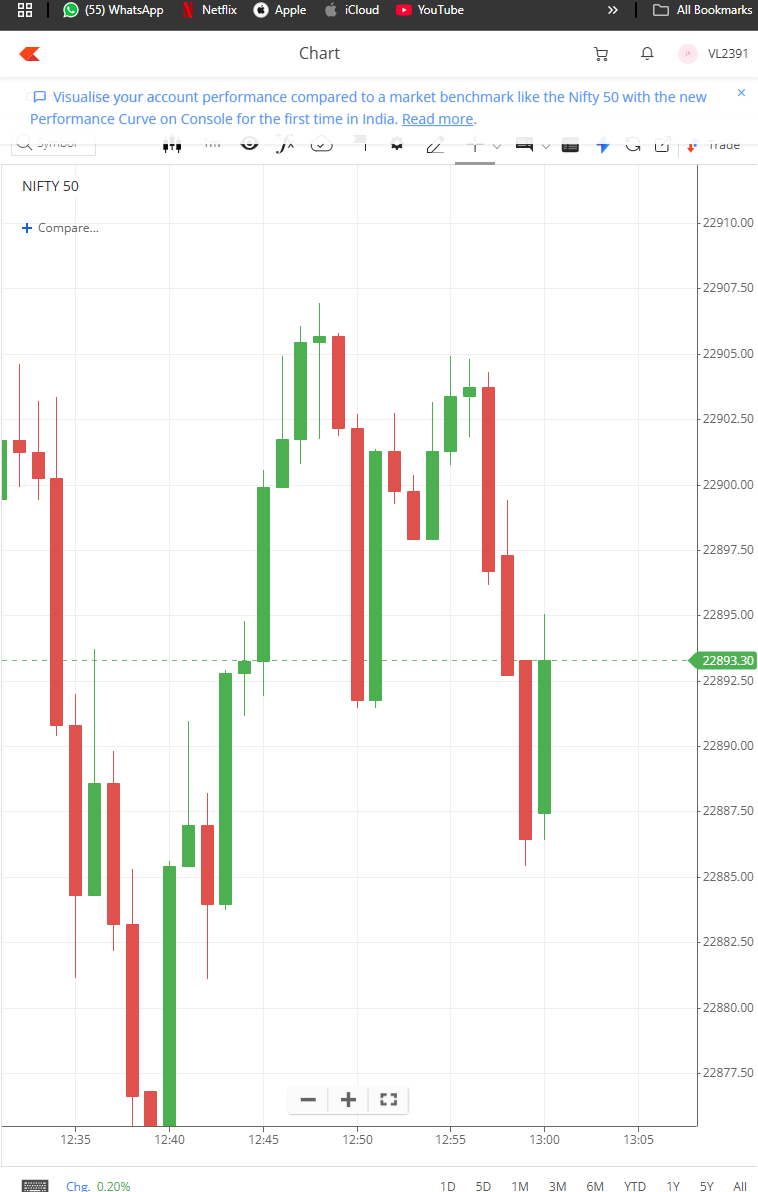 (55) WhatsApp
Netflix
Apple
iCloud
YouTube
»
All Bookmarks
Chart
VL2391
Visualise your account performance compared to a market benchmark like the Nifty 50 with the new
Performance Curve on Console for the first time in India. Read more.
×
Symbol
Trade
NIFTY 50
+ Compare...
22910.00
22907.50
22905.00
22902.50
22900.00
22897.50
22895.00
22893.30
22892.50
22890.00
22887.50
22885.00
22882.50
22880.00
22877.50
12:35 12:40 12:45 12:50 12:55 13:00 13:05
Chg. 0.20%
1D 5D 1M 3M 6M YTD 1Y 5Y All